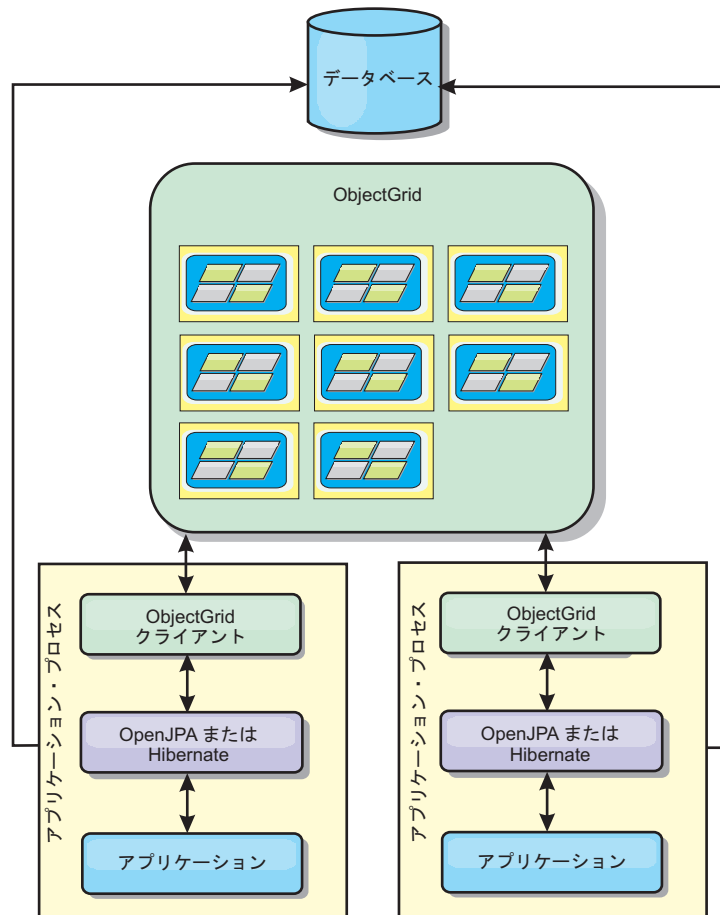 データベース
ObjectGrid
アプリケーション・プロセス
ObjectGrid
クライアント
OpenJPA または
Hibernate
アプリケーション
アプリケーション・プロセス
ObjectGrid
クライアント
OpenJPA または
Hibernate
アプリケーション